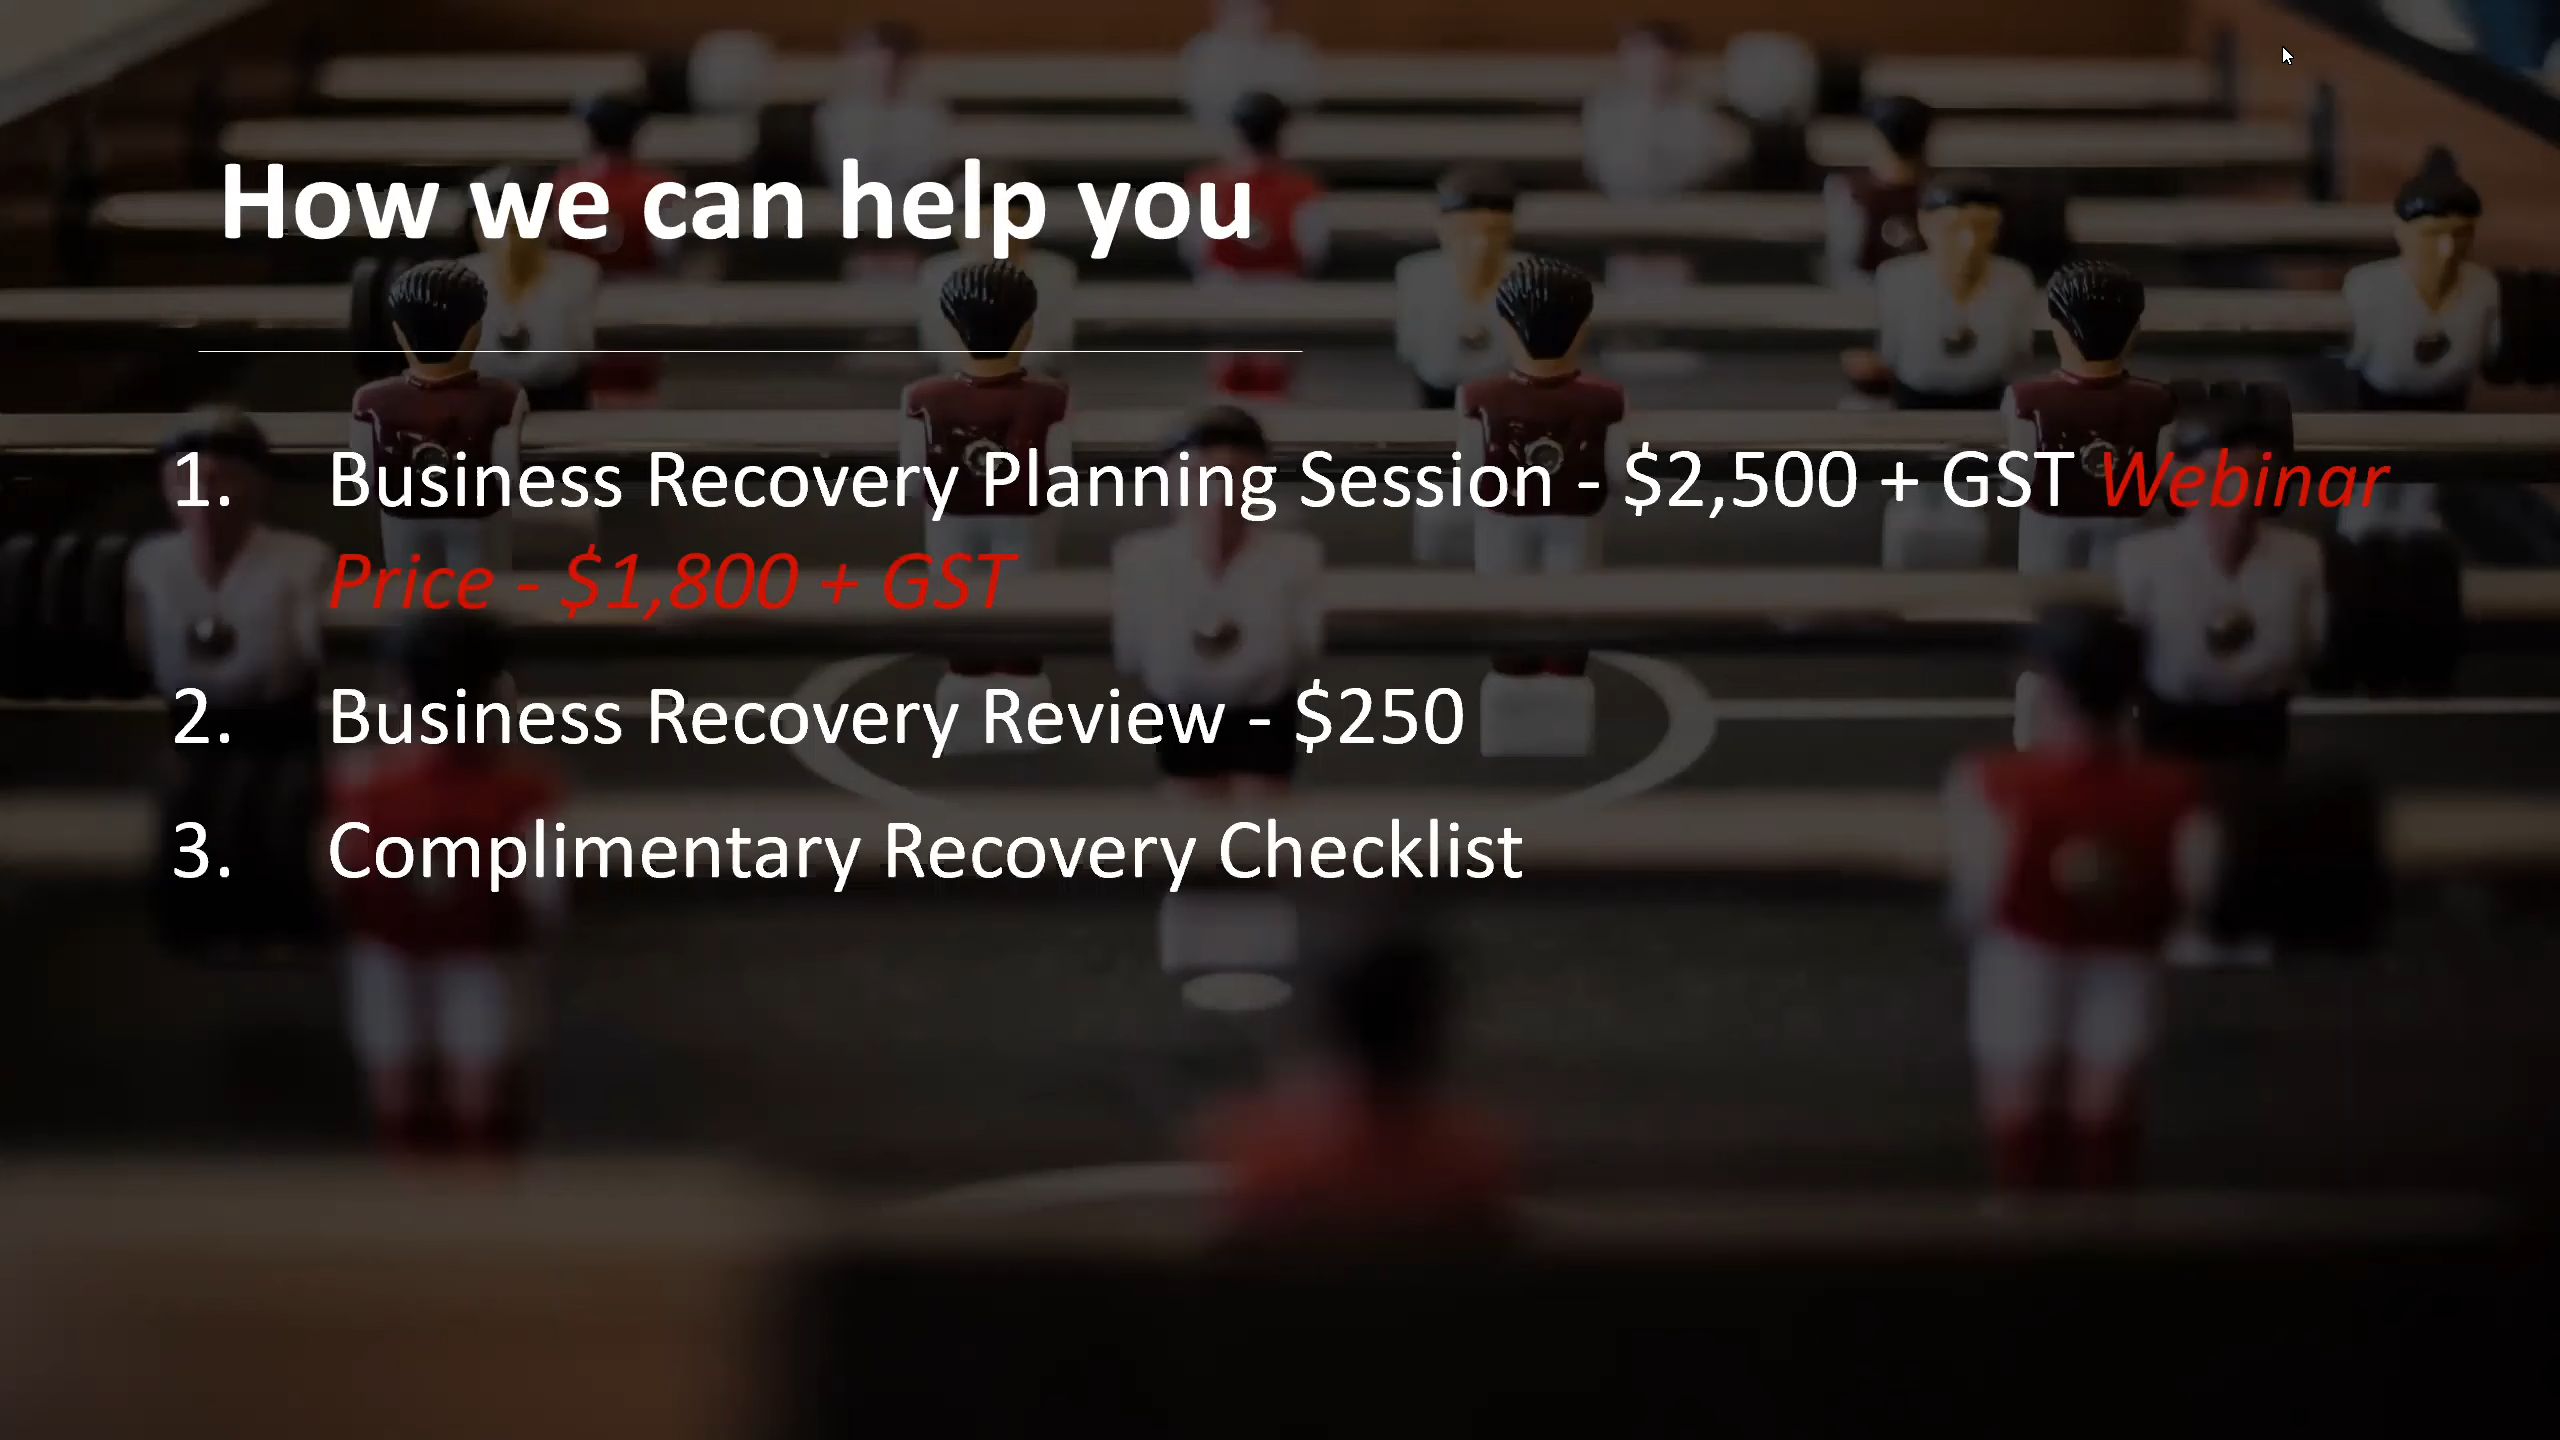 How we can help you
1. Business Recovery Planning Session - $2,500 + GST Webinar
Price - $1,800 + GST
2. Business Recovery Review - $250
3. Complimentary Recovery Checklist